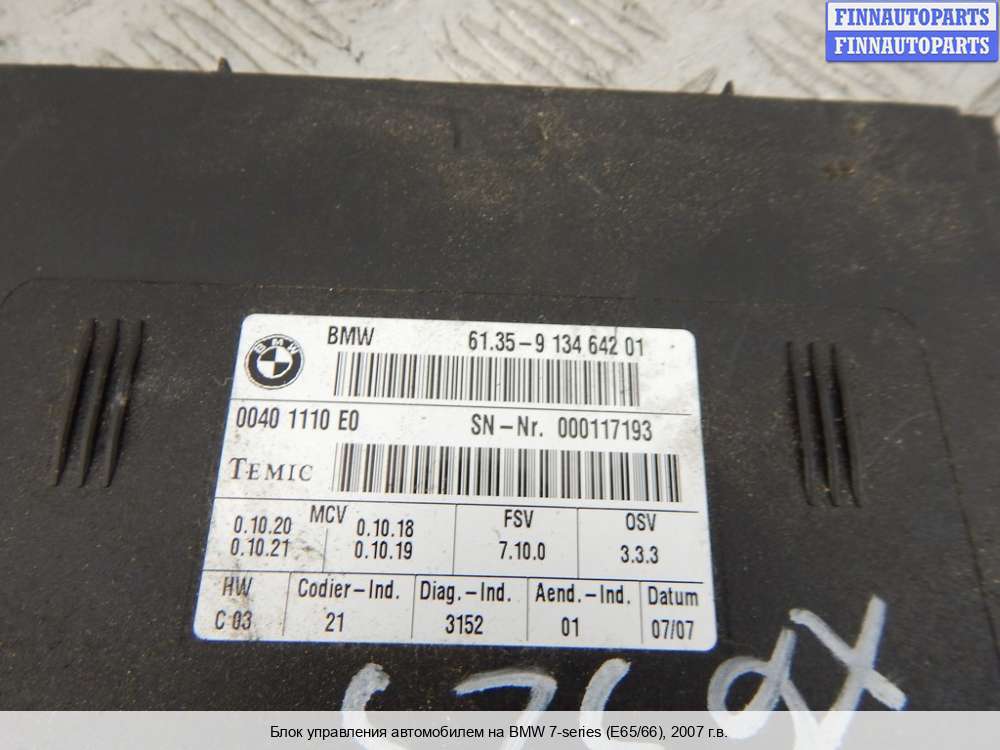 FINNAUTOPARTS
FINNAUTOPARTS
BMW 61.35-9 134 642 01
0040 1110 E0 SN-Nr. 000117193
TEMIC
MCV FSV OSV
0.10.20 0.10.18
0.10.21 0.10.19 7.10.0 3.3.3
HW Codier-Ind. Diag.-Ind. Aend.-Ind. Datum
C 03 21 3152 01 07/07
Блок управления автомобилем на BMW 7-series (E65/66), 2007 г.в.